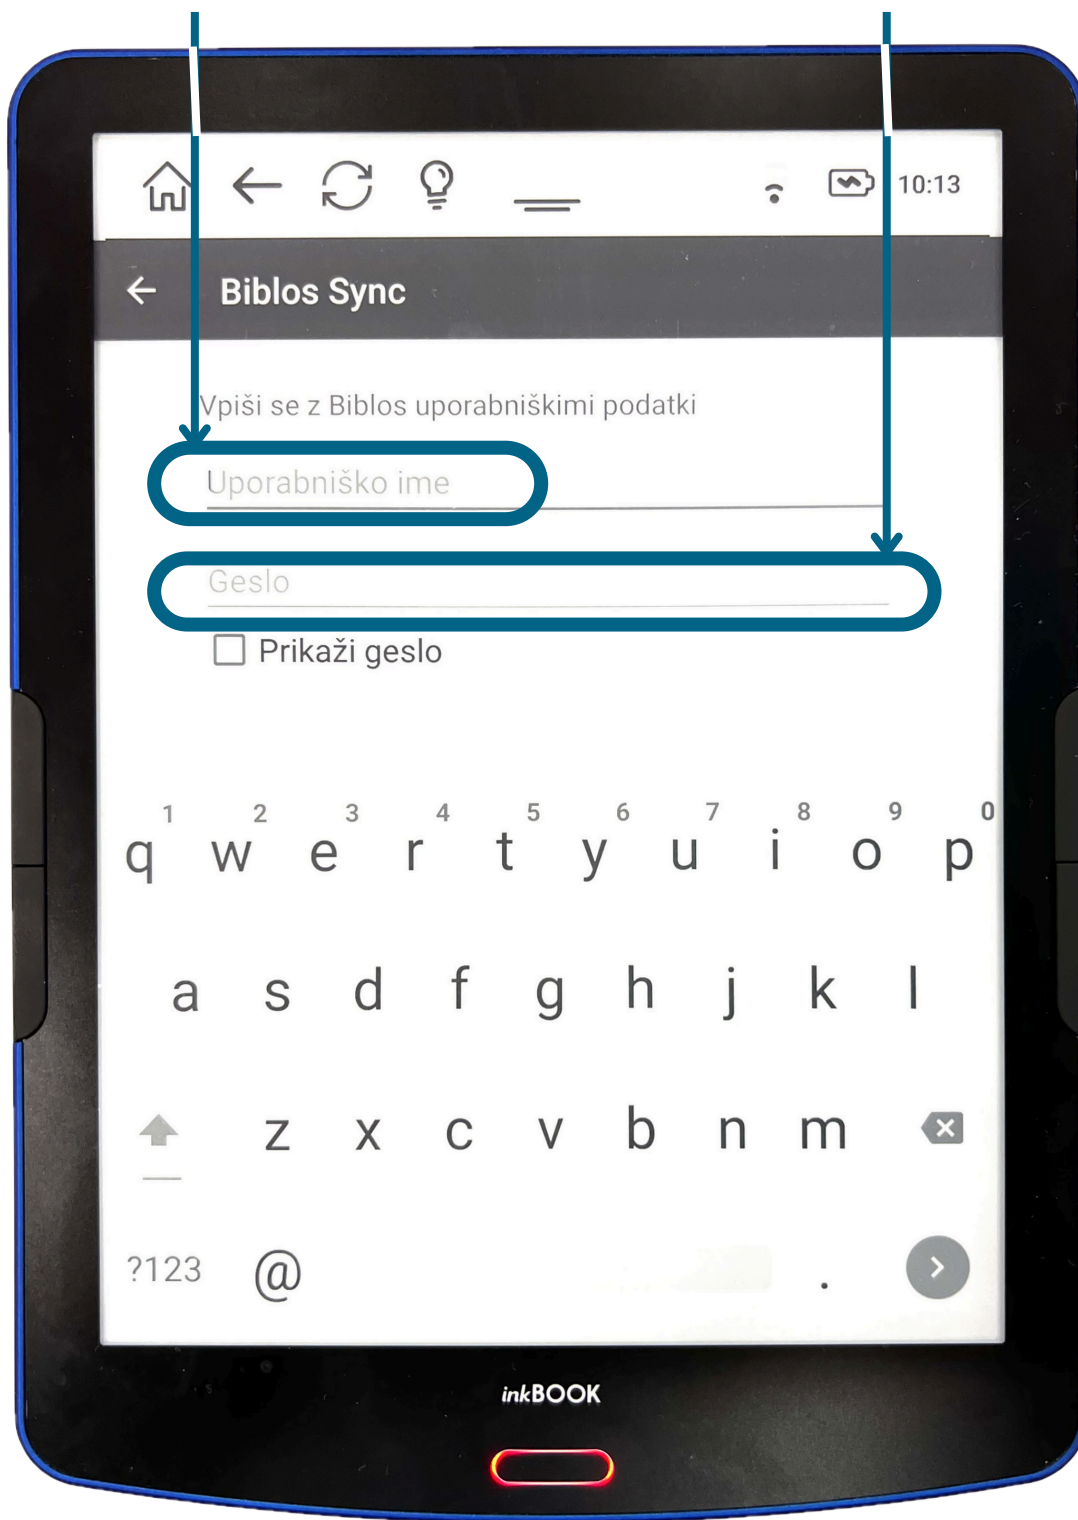 10:13
Biblos Sync
Vpiši se z Biblos uporabniškimi podatki
Uporabniško ime
Geslo
Prikaži geslo
1 2 3 4 5 6 7 8 9 0
q w e r t y u i o p
a s d f g h j k l
z x c v b n m
?123 @ .
inkBOOK